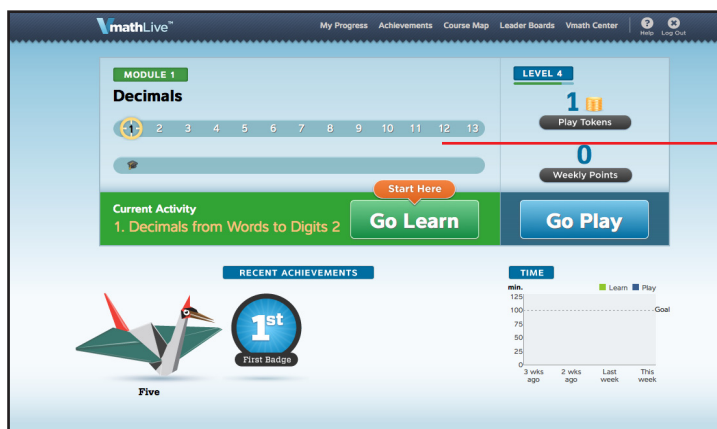 VmathLive™
My Progress Achievements Course Map Leader Boards Vmath Center
? Help
Log Out
MODULE 1
Decimals
1 2 3 4 5 6 7 8 9 10 11 12 13
LEVEL 4
1
Play Tokens
0
Weekly Points
Start Here
Current Activity
1. Decimals from Words to Digits 2
Go Learn
Go Play
RECENT ACHIEVEMENTS
Five
1st
First Badge
TIME
min.
Learn Play
125
100
Goal
75
50
25
0
3 wks ago
2 wks ago
Last week
This week